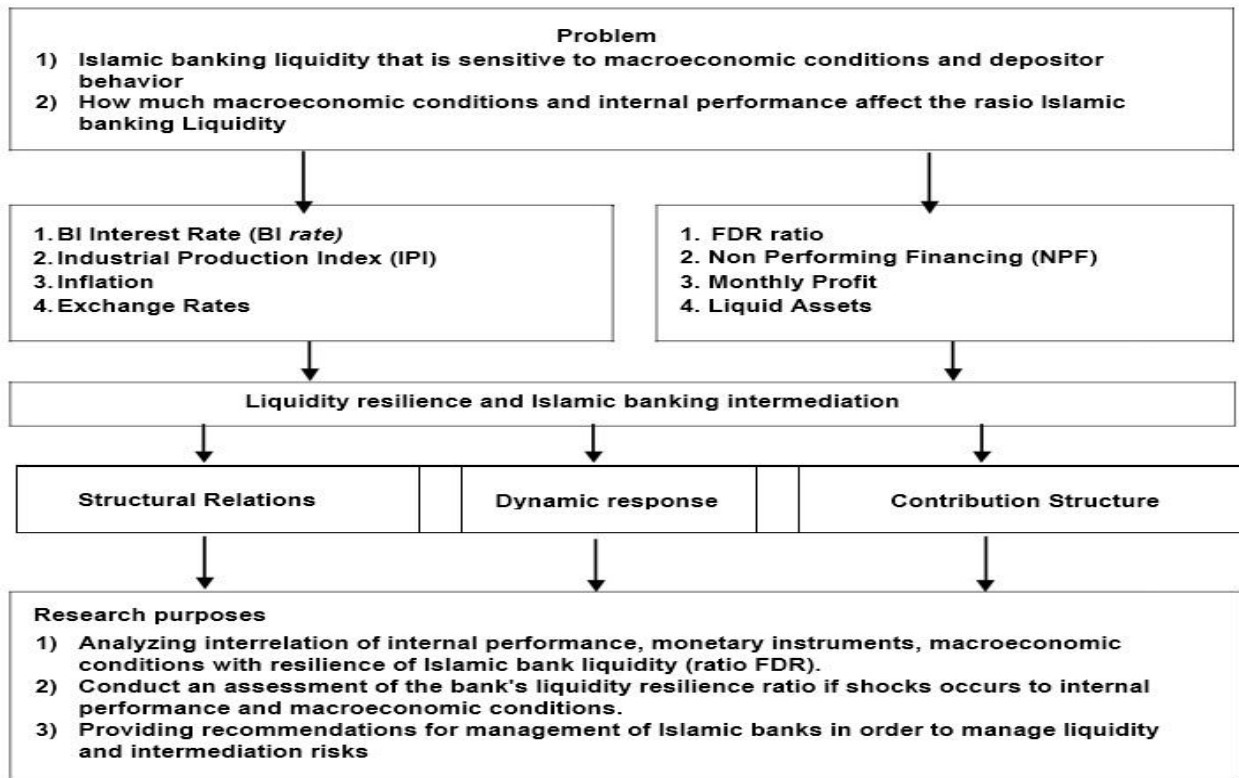 Problem
1) Islamic banking liquidity that is sensitive to macroeconomic conditions and depositor
behavior
2) How much macroeconomic conditions and internal performance affect the rasio Islamic
banking Liquidity
1. BI Interest Rate (BI rate)
2. Industrial Production Index (IPI)
3. Inflation
4. Exchange Rates
1. FDR ratio
2. Non Performing Financing (NPF)
3. Monthly Profit
4. Liquid Assets
Liquidity resilience and Islamic banking intermediation
Structural Relations
Dynamic response
Contribution Structure
Research purposes
1) Analyzing interrelation of internal performance, monetary instruments, macroeconomic
conditions with resilience of Islamic bank liquidity (ratio FDR).
2) Conduct an assessment of the bank's liquidity resilience ratio if shocks occurs to internal
performance and macroeconomic conditions.
3) Providing recommendations for management of Islamic banks in order to manage liquidity
and intermediation risks